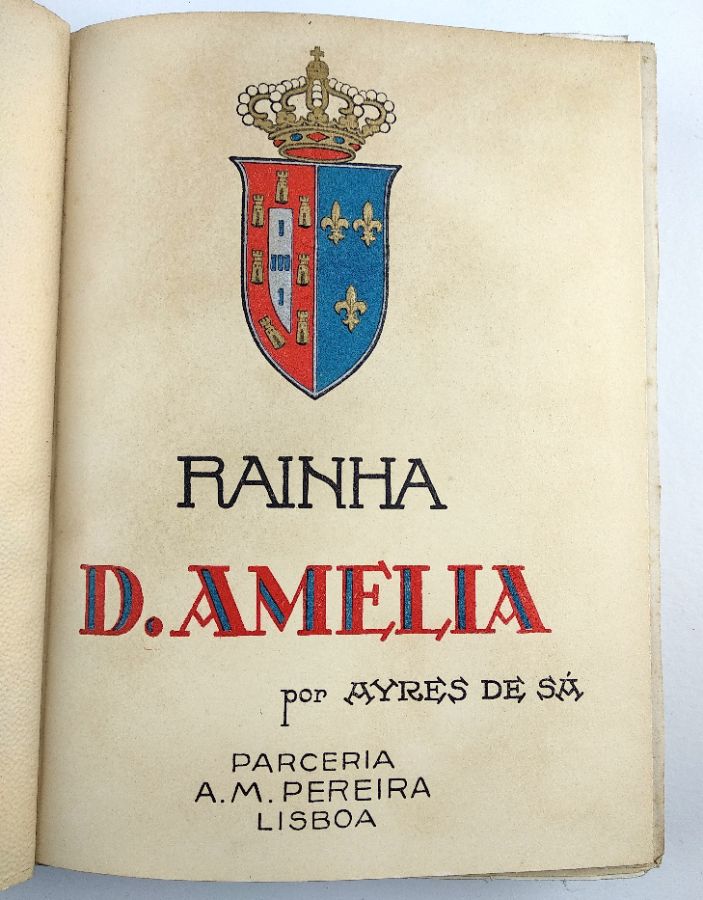 RAINHA
D. AMELIA
por AYRES DE SÁ
PARCERIA
A. M. PEREIRA
LISBOA